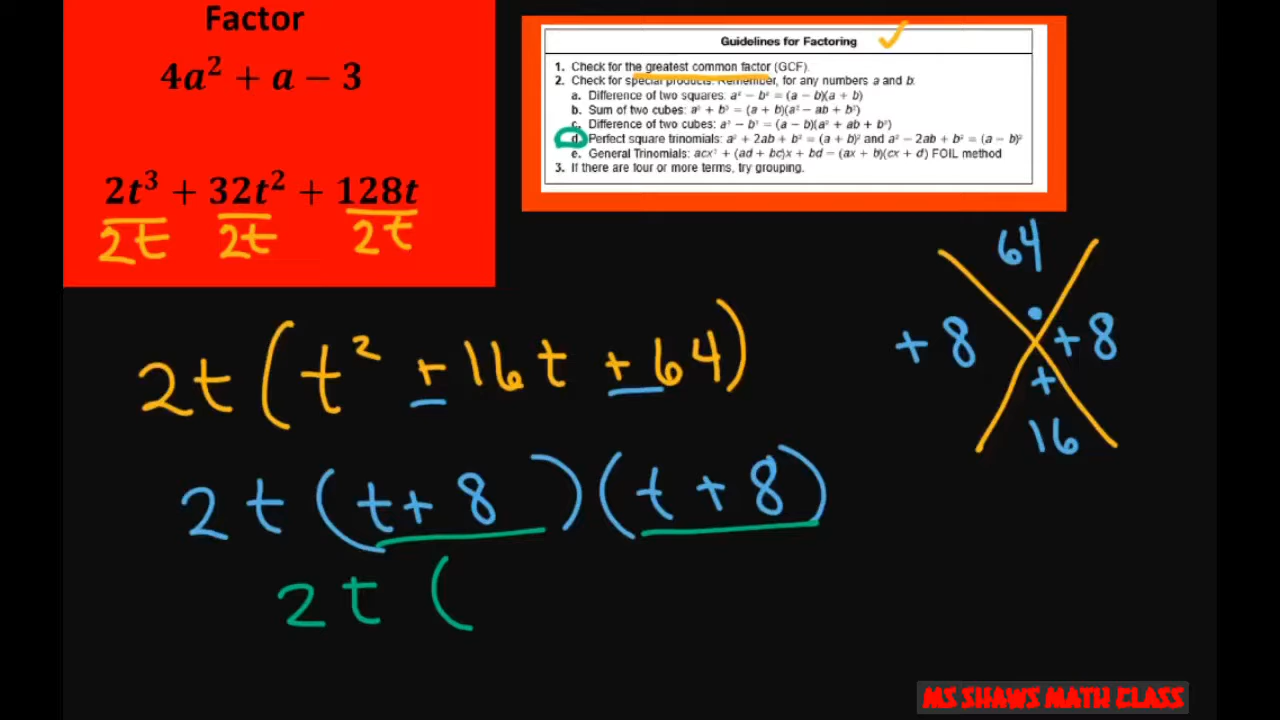 Factor
4a² + a − 3
2t³ + 32t² + 128t
2t 2t 2t
Guidelines for Factoring
1. Check for the greatest common factor (GCF).
2. Check for special products. Remember, for any numbers a and b:
a. Difference of two squares: a² − b² = (a − b)(a + b)
b. Sum of two cubes: a³ + b³ = (a + b)(a² − ab + b²)
c. Difference of two cubes: a³ − b³ = (a − b)(a² + ab + b²)
d. Perfect square trinomials: a² + 2ab + b² = (a + b)² and a² − 2ab + b² = (a − b)²
e. General Trinomials: acx² + (ad + bc)x + bd = (ax + b)(cx + d) FOIL method
3. If there are four or more terms, try grouping.
64
+ 8 • + 8
+
16
2t (t² + 16t + 64)
2t (t + 8)(t + 8)
2t (
MS SHAWS MATH CLASS